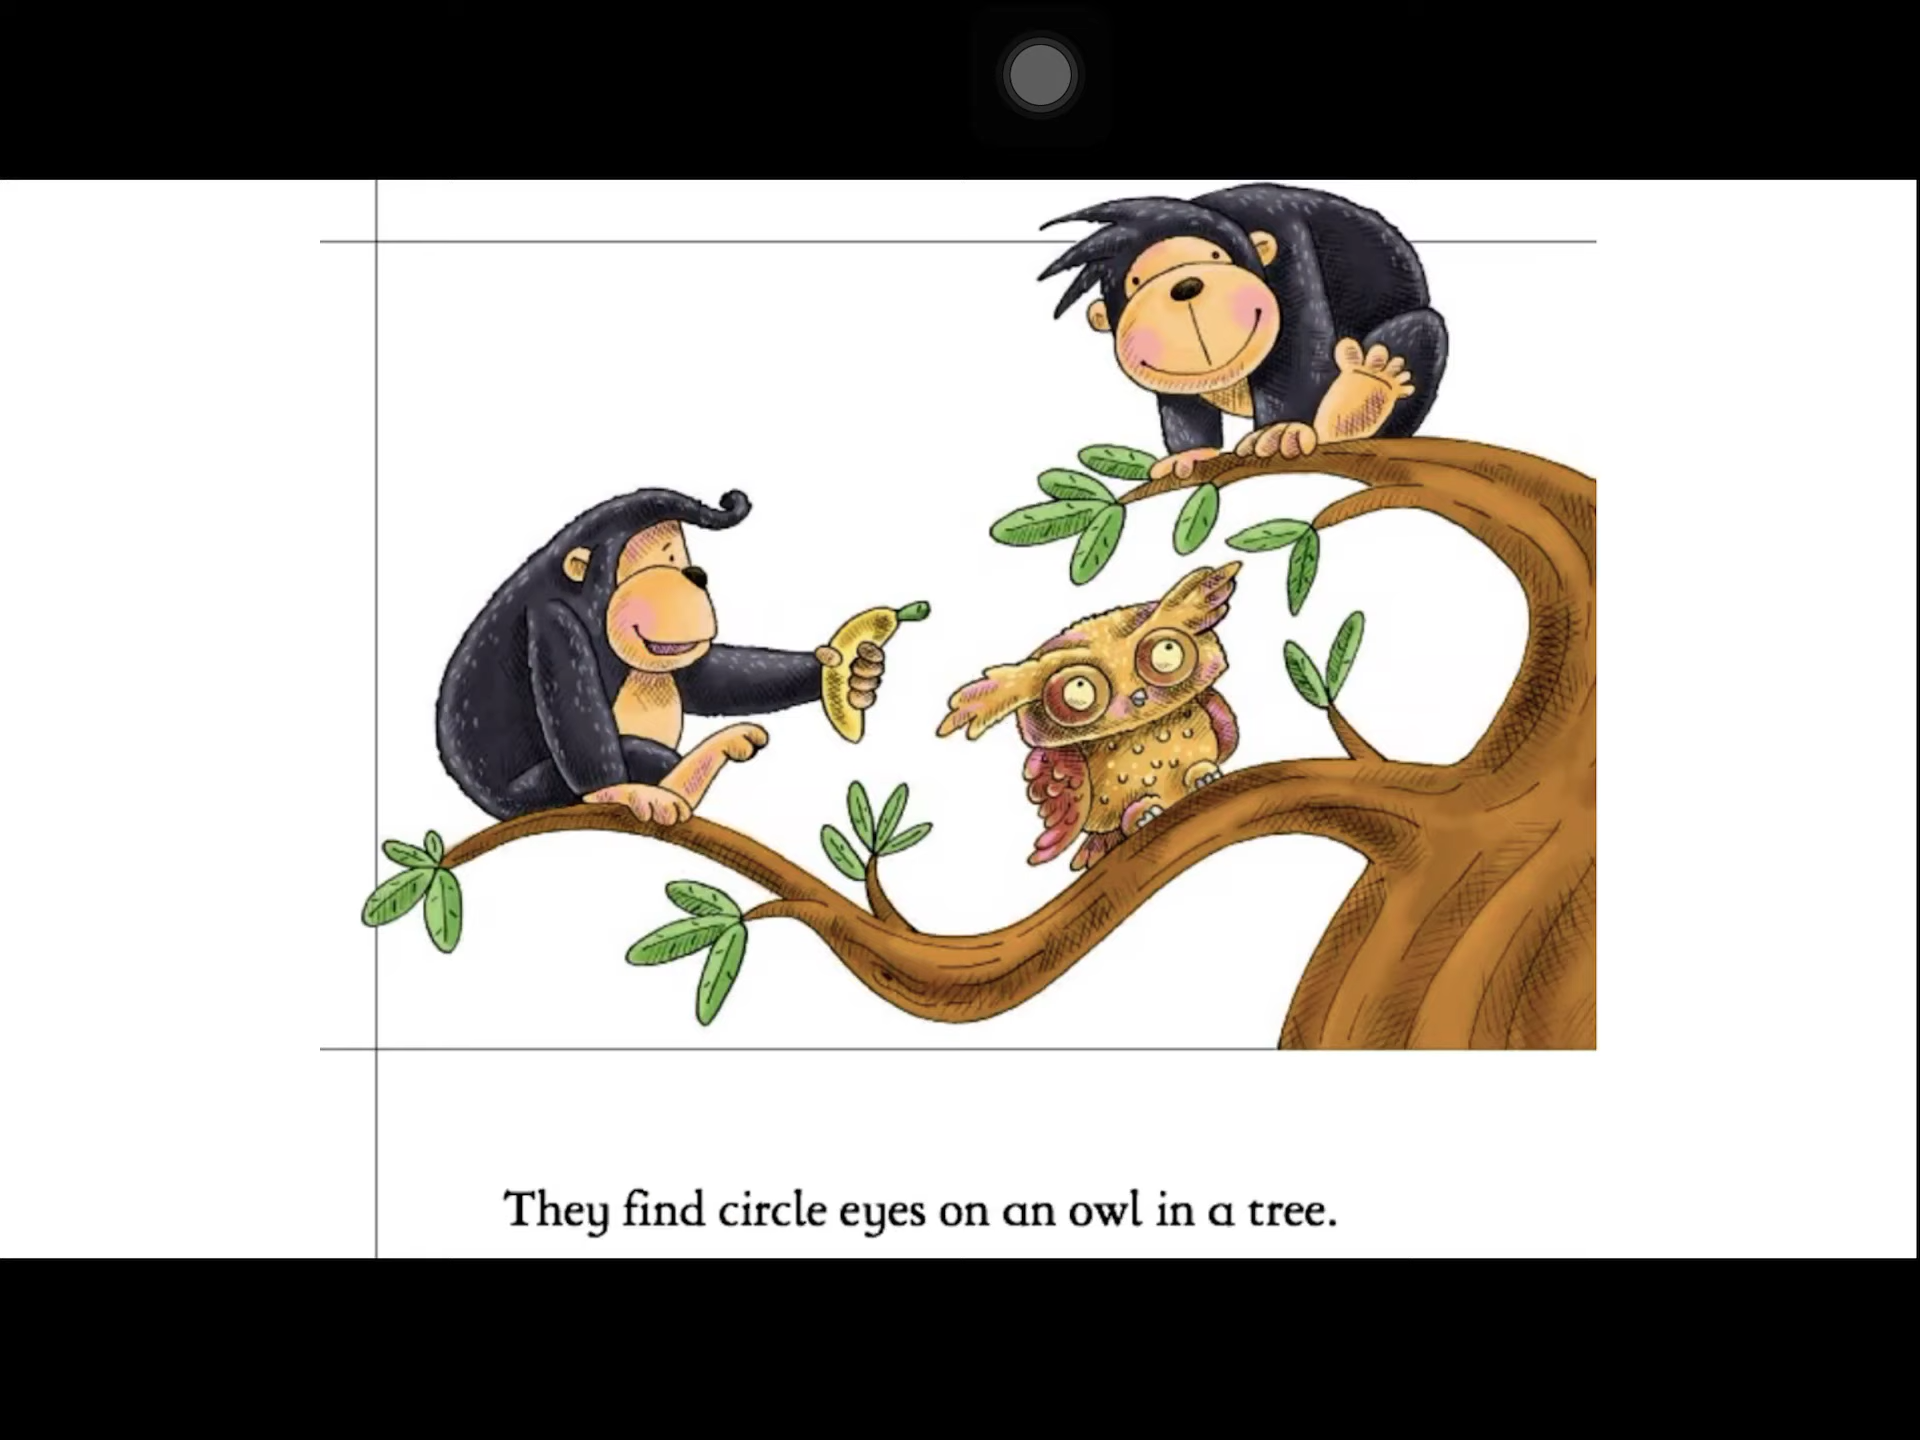 They find circle eyes on an owl in a tree.